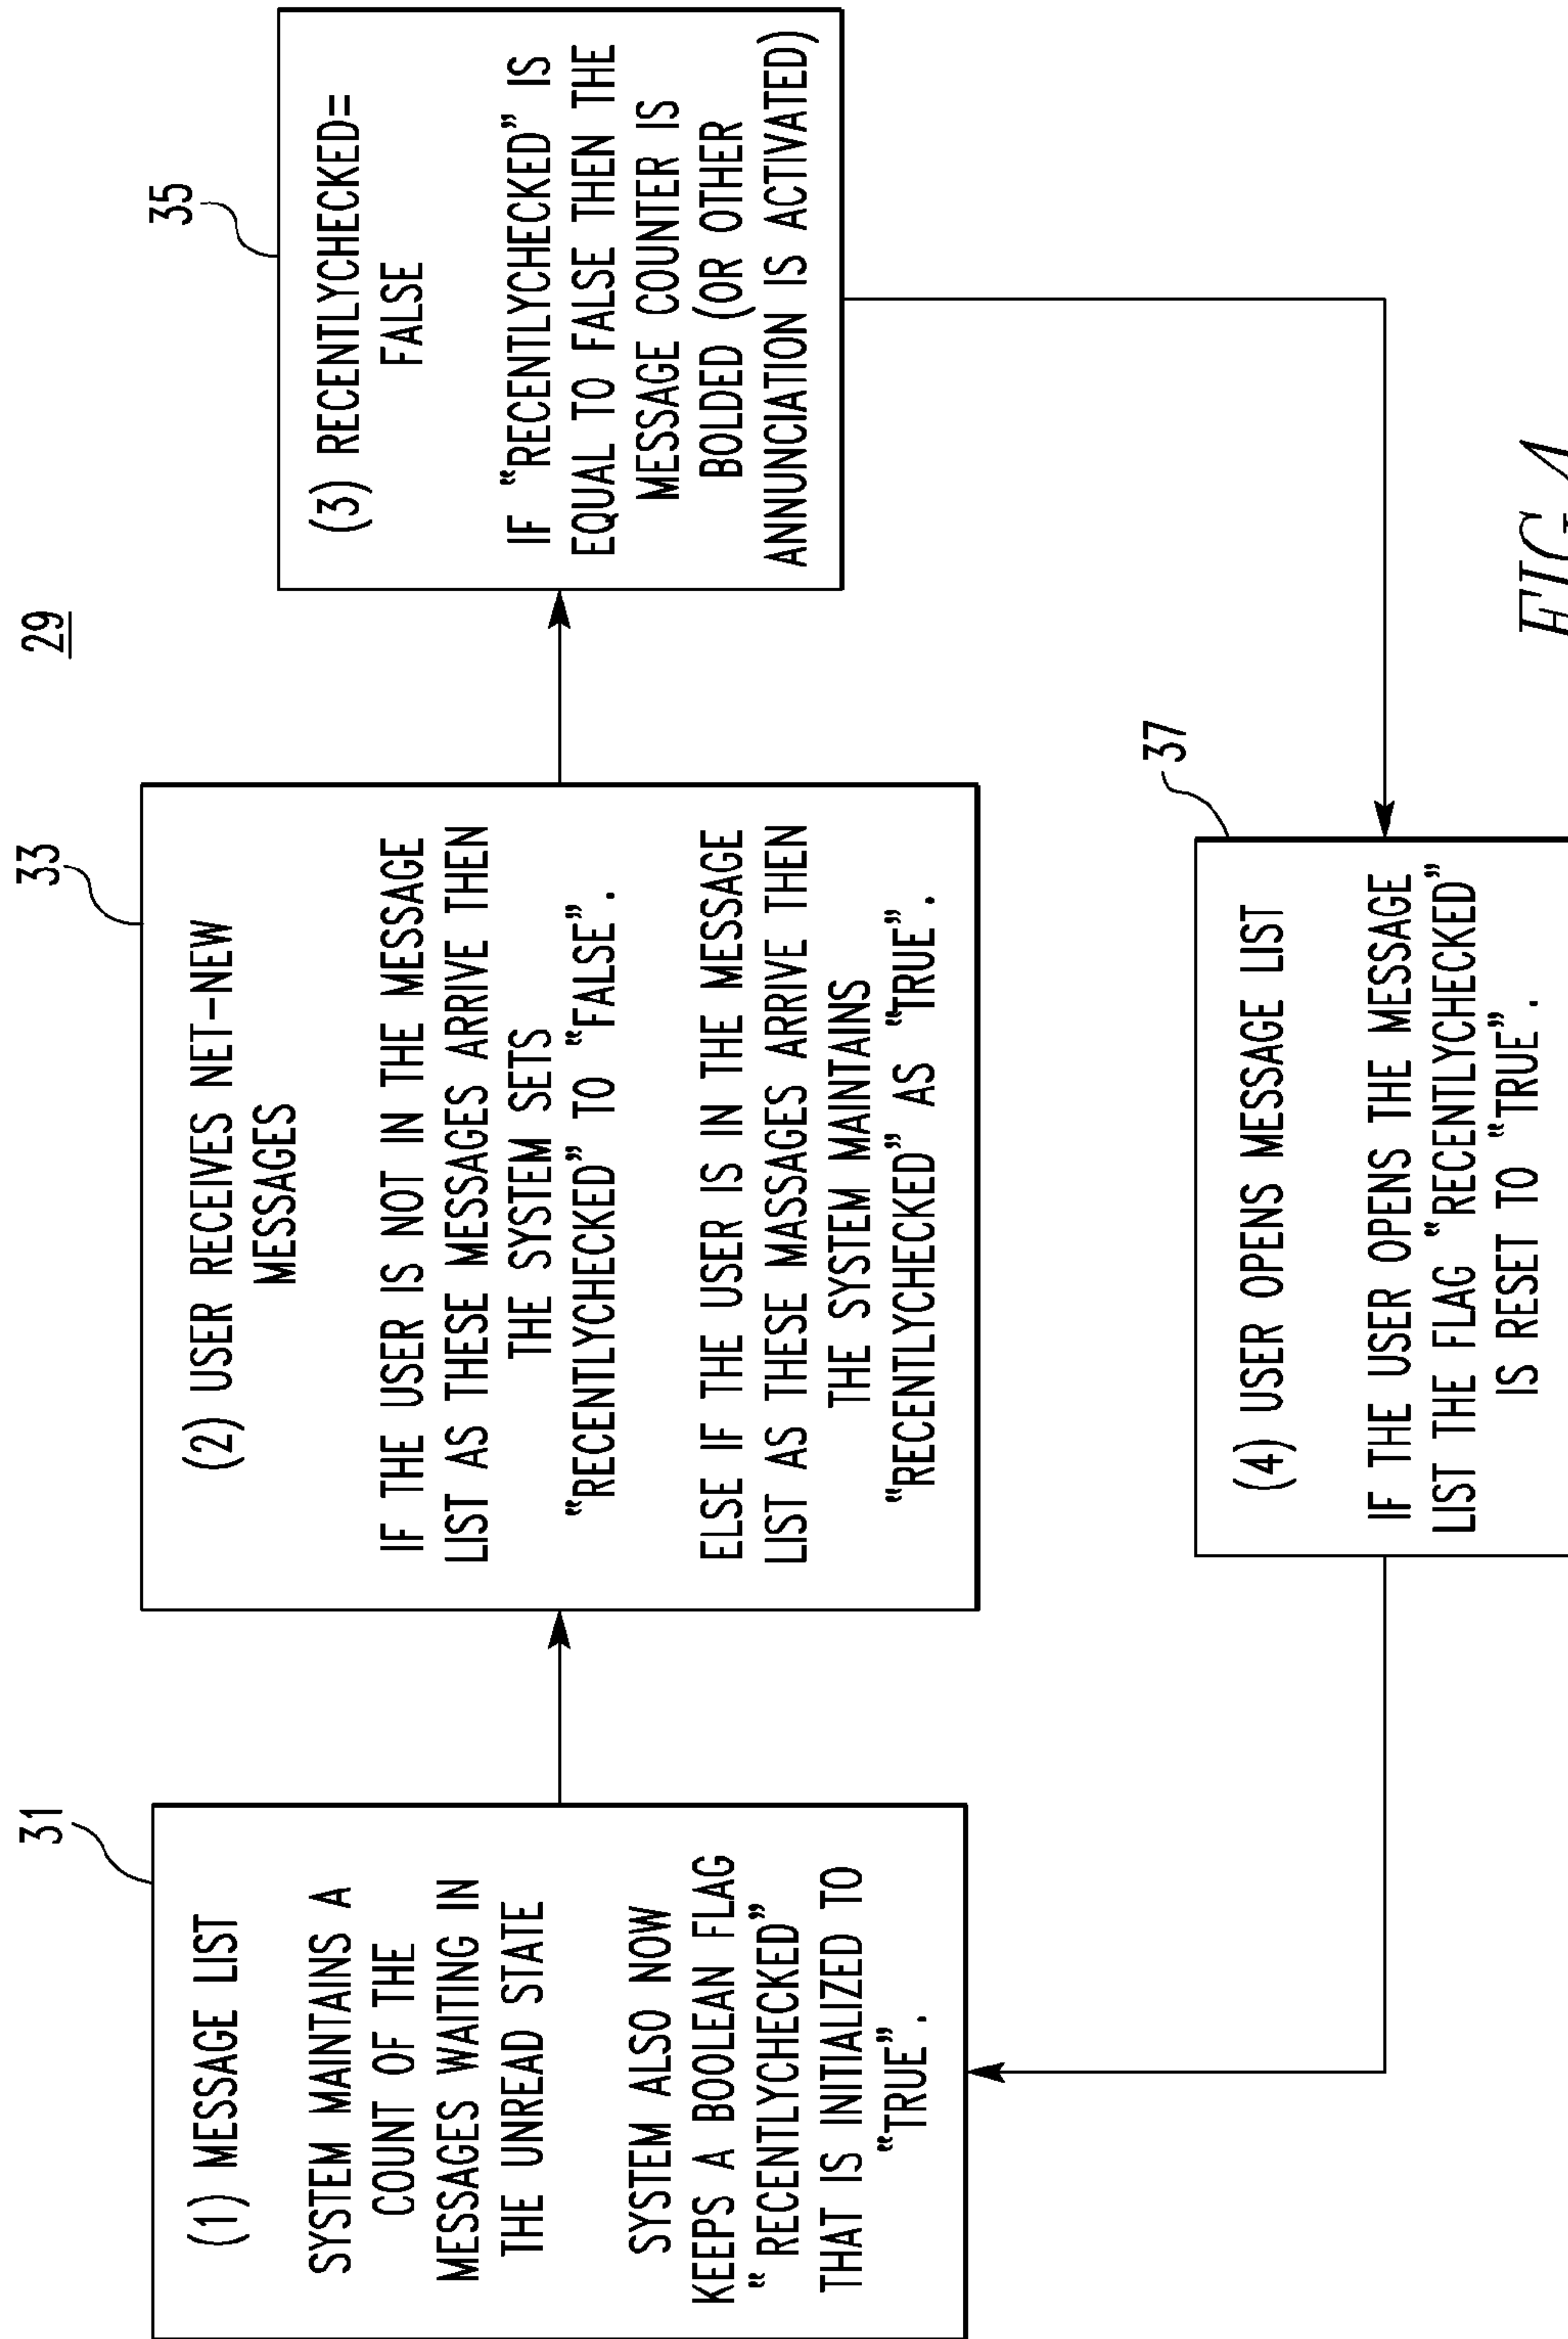 29
31
(1) MESSAGE LIST
SYSTEM MAINTAINS A
COUNT OF THE
MESSAGES WAITING IN
THE UNREAD STATE
SYSTEM ALSO NOW
KEEPS A BOOLEAN FLAG
“ RECENTLYCHECKED”
THAT IS INITIALIZED TO
“TRUE”.
33
(2) USER RECEIVES NET-NEW
MESSAGES
IF THE USER IS NOT IN THE MESSAGE
LIST AS THESE MESSAGES ARRIVE THEN
THE SYSTEM SETS
“RECENTLYCHECKED” TO “FALSE”.
ELSE IF THE USER IS IN THE MESSAGE
LIST AS THESE MASSAGES ARRIVE THEN
THE SYSTEM MAINTAINS
“RECENTLYCHECKED” AS “TRUE”.
35
(3) RECENTLYCHECKED=
FALSE
IF “RECENTLYCHECKED” IS
EQUAL TO FALSE THEN THE
MESSAGE COUNTER IS
BOLDED (OR OTHER
ANNUNCIATION IS ACTIVATED)
37
(4) USER OPENS MESSAGE LIST
IF THE USER OPENS THE MESSAGE
LIST THE FLAG “RECENTLYCHECKED”
IS RESET TO “TRUE”.
FIG.4